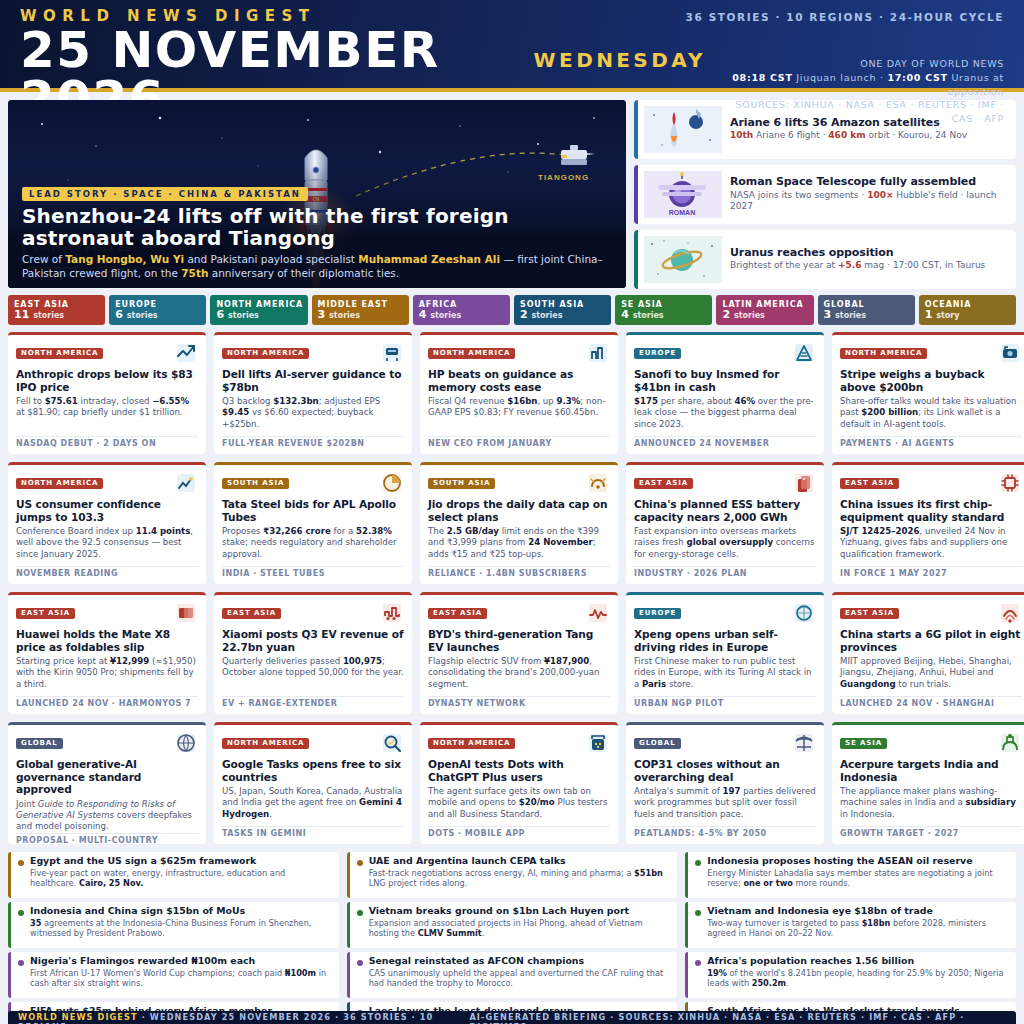 WORLD NEWS DIGEST
25 NOVEMBER
2026
WEDNESDAY
36 STORIES · 10 REGIONS · 24-HOUR CYCLE
ONE DAY OF WORLD NEWS
08:18 CST Jiuquan launch · 17:00 CST Uranus at
opposition
SOURCES: XINHUA · NASA · ESA · REUTERS · IMF ·
CAS · AFP
TIANGONG
LEAD STORY · SPACE · CHINA & PAKISTAN
Shenzhou-24 lifts off with the first foreign
astronaut aboard Tiangong
Crew of Tang Hongbo, Wu Yi and Pakistani payload specialist Muhammad Zeeshan Ali — first joint China–
Pakistan crewed flight, on the 75th anniversary of their diplomatic ties.
Ariane 6 lifts 36 Amazon satellites
10th Ariane 6 flight · 460 km orbit · Kourou, 24 Nov
ROMAN
Roman Space Telescope fully assembled
NASA joins its two segments · 100× Hubble's field · launch
2027
Uranus reaches opposition
Brightest of the year at +5.6 mag · 17:00 CST, in Taurus
EAST ASIA
11 stories
EUROPE
6 stories
NORTH AMERICA
6 stories
MIDDLE EAST
3 stories
AFRICA
4 stories
SOUTH ASIA
2 stories
SE ASIA
4 stories
LATIN AMERICA
2 stories
GLOBAL
3 stories
OCEANIA
1 story
NORTH AMERICA
Anthropic drops below its $83
IPO price
Fell to $75.61 intraday, closed −6.55%
at $81.90; cap briefly under $1 trillion.
NASDAQ DEBUT · 2 DAYS ON
NORTH AMERICA
Dell lifts AI-server guidance to
$78bn
Q3 backlog $132.3bn; adjusted EPS
$9.45 vs $6.60 expected; buyback
+$25bn.
FULL-YEAR REVENUE $202BN
NORTH AMERICA
HP beats on guidance as
memory costs ease
Fiscal Q4 revenue $16bn, up 9.3%; non-
GAAP EPS $0.83; FY revenue $60.45bn.
NEW CEO FROM JANUARY
EUROPE
Sanofi to buy Insmed for
$41bn in cash
$175 per share, about 46% over the pre-
leak close — the biggest pharma deal
since 2023.
ANNOUNCED 24 NOVEMBER
NORTH AMERICA
Stripe weighs a buyback
above $200bn
Share-offer talks would take its valuation
past $200 billion; its Link wallet is a
default in AI-agent tools.
PAYMENTS · AI AGENTS
NORTH AMERICA
US consumer confidence
jumps to 103.3
Conference Board index up 11.4 points,
well above the 92.5 consensus — best
since January 2025.
NOVEMBER READING
SOUTH ASIA
Tata Steel bids for APL Apollo
Tubes
Proposes ₹32,266 crore for a 52.38%
stake; needs regulatory and shareholder
approval.
INDIA · STEEL TUBES
SOUTH ASIA
Jio drops the daily data cap on
select plans
The 2.5 GB/day limit ends on the ₹399
and ₹3,999 plans from 24 November;
adds ₹15 and ₹25 top-ups.
RELIANCE · 1.4BN SUBSCRIBERS
EAST ASIA
China's planned ESS battery
capacity nears 2,000 GWh
Fast expansion into overseas markets
raises fresh global oversupply concerns
for energy-storage cells.
INDUSTRY · 2026 PLAN
EAST ASIA
China issues its first chip-
equipment quality standard
SJ/T 12425–2026, unveiled 24 Nov in
Yizhuang, gives fabs and suppliers one
qualification framework.
IN FORCE 1 MAY 2027
EAST ASIA
Huawei holds the Mate X8
price as foldables slip
Starting price kept at ¥12,999 (≈$1,950)
with the Kirin 9050 Pro; shipments fell by
a third.
LAUNCHED 24 NOV · HARMONYOS 7
EAST ASIA
Xiaomi posts Q3 EV revenue of
22.7bn yuan
Quarterly deliveries passed 100,975;
October alone topped 50,000 for the year.
EV + RANGE-EXTENDER
EAST ASIA
BYD's third-generation Tang
EV launches
Flagship electric SUV from ¥187,900,
consolidating the brand's 200,000-yuan
segment.
DYNASTY NETWORK
EUROPE
Xpeng opens urban self-
driving rides in Europe
First Chinese maker to run public test
rides in Europe, with its Turing AI stack in
a Paris store.
URBAN NGP PILOT
EAST ASIA
China starts a 6G pilot in eight
provinces
MIIT approved Beijing, Hebei, Shanghai,
Jiangsu, Zhejiang, Anhui, Hubei and
Guangdong to run trials.
LAUNCHED 24 NOV · SHANGHAI
GLOBAL
Global generative-AI
governance standard
approved
Joint Guide to Responding to Risks of
Generative AI Systems covers deepfakes
and model poisoning.
PROPOSAL · MULTI-COUNTRY
NORTH AMERICA
Google Tasks opens free to six
countries
US, Japan, South Korea, Canada, Australia
and India get the agent free on Gemini 4
Hydrogen.
TASKS IN GEMINI
NORTH AMERICA
OpenAI tests Dots with
ChatGPT Plus users
The agent surface gets its own tab on
mobile and opens to $20/mo Plus testers
and all Business seats.
DOTS · MOBILE APP
GLOBAL
COP31 closes without an
overarching deal
Antalya's summit of 197 parties delivered
work programmes but split over fossil
fuels and transition pace.
PEATLANDS: 4–5% BY 2050
SE ASIA
Acerpure targets India and
Indonesia
The appliance maker plans washing-
machine sales in India and a subsidiary
in Indonesia.
GROWTH TARGET · 2027
Egypt and the US sign a $625m framework
Five-year pact on water, energy, infrastructure, education and
healthcare. Cairo, 25 Nov.
UAE and Argentina launch CEPA talks
Fast-track negotiations across energy, AI, mining and pharma; a $51bn
LNG project rides along.
Indonesia proposes hosting the ASEAN oil reserve
Energy Minister Lahadalia says member states are negotiating a joint
reserve; one or two more rounds.
Indonesia and China sign $15bn of MoUs
35 agreements at the Indonesia-China Business Forum in Shenzhen,
witnessed by President Prabowo.
Vietnam breaks ground on $1bn Lach Huyen port
Expansion and associated projects in Hai Phong, ahead of Vietnam
hosting the CLMV Summit.
Vietnam and Indonesia eye $18bn of trade
Two-way turnover is targeted to pass $18bn before 2028, ministers
agreed in Hanoi on 20–22 Nov.
Nigeria's Flamingos rewarded ₦100m each
First African U-17 Women's World Cup champions; coach paid ₦100m in
cash after six straight wins.
Senegal reinstated as AFCON champions
CAS unanimously upheld the appeal and overturned the CAF ruling that
had handed the trophy to Morocco.
Africa's population reaches 1.56 billion
19% of the world's 8.241bn people, heading for 25.9% by 2050; Nigeria
leads with 250.2m.
FIFA puts $25m behind every African member
Laos leaves the least-developed group
South Africa tops the Wanderlust travel awards
WORLD NEWS DIGEST · WEDNESDAY 25 NOVEMBER 2026 · 36 STORIES · 10
REGIONS
AI-GENERATED BRIEFING · SOURCES: XINHUA · NASA · ESA · REUTERS · IMF · CAS · AFP ·